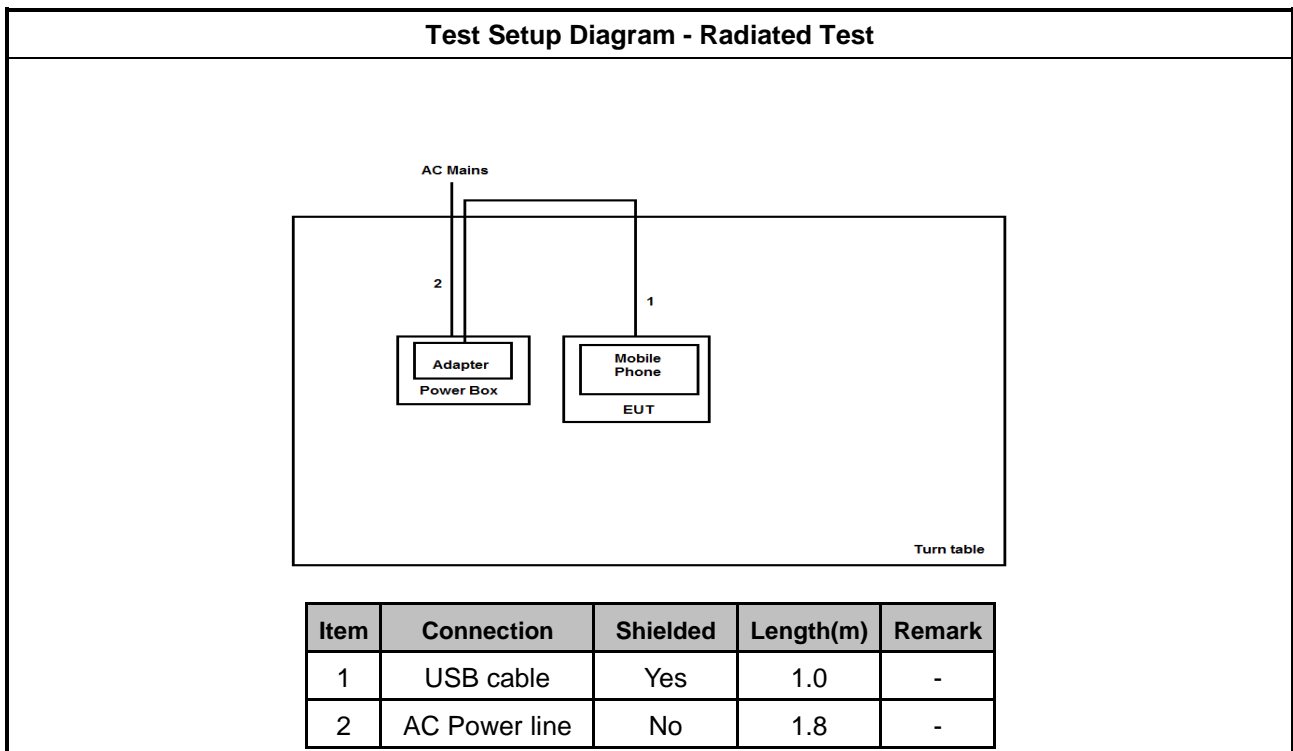 Test Setup Diagram - Radiated Test
AC Mains
2
1
Adapter
Power Box
Mobile
Phone
EUT
Turn table
Item Connection Shielded Length(m) Remark
1 USB cable Yes 1.0 -
2 AC Power line No 1.8 -